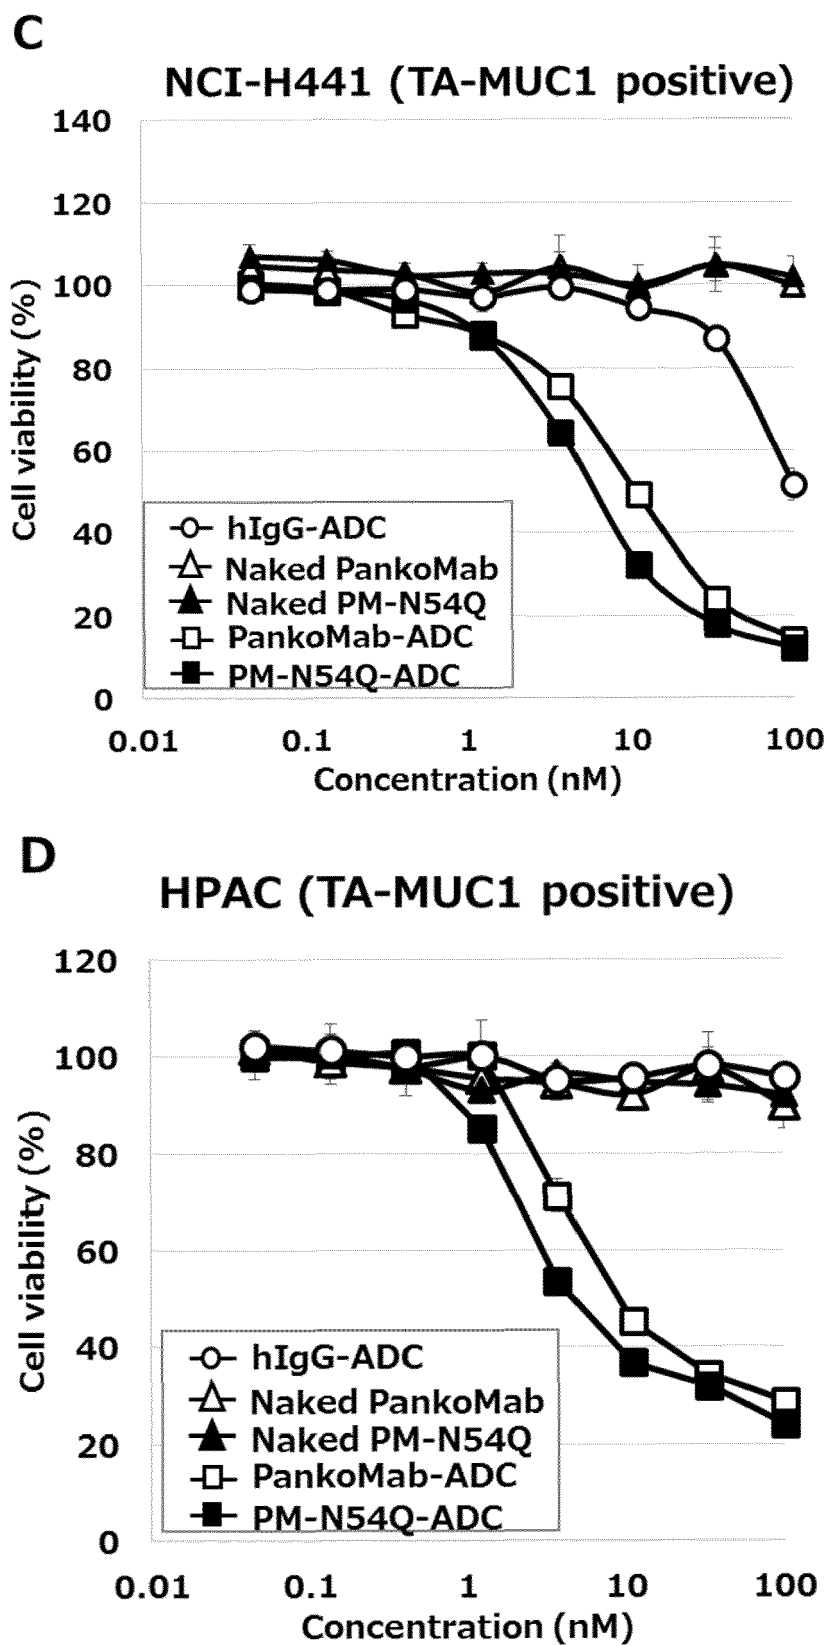 C
NCI-H441 (TA-MUC1 positive)
140
120
100
80
60
40
20
0
Cell viability (%)
hIgG-ADC
Naked PankoMab
Naked PM-N54Q
PankoMab-ADC
PM-N54Q-ADC
0.01 0.1 1 10 100
Concentration (nM)
D
HPAC (TA-MUC1 positive)
120
100
80
60
40
20
0
Cell viability (%)
hIgG-ADC
Naked PankoMab
Naked PM-N54Q
PankoMab-ADC
PM-N54Q-ADC
0.01 0.1 1 10 100
Concentration (nM)